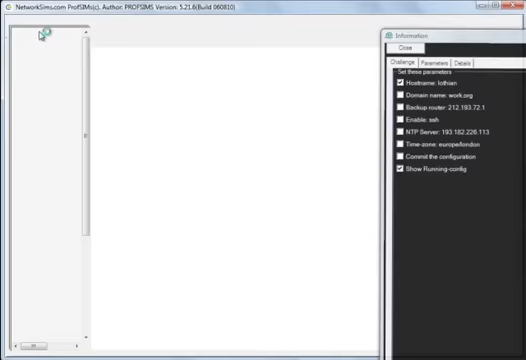 NetworkSims.com ProfSIMs(c). Author: PROFSIMS Version: 5.21.6(Build 060810)
Information
Close
Challenge Parameters Details
Set these parameters
Hostname: lothian
Domain name: work.org
Backup router: 212.193.72.1
Enable: ssh
NTP Server: 193.182.226.113
Time-zone: europe/london
Commit the configuration
Show Running-config